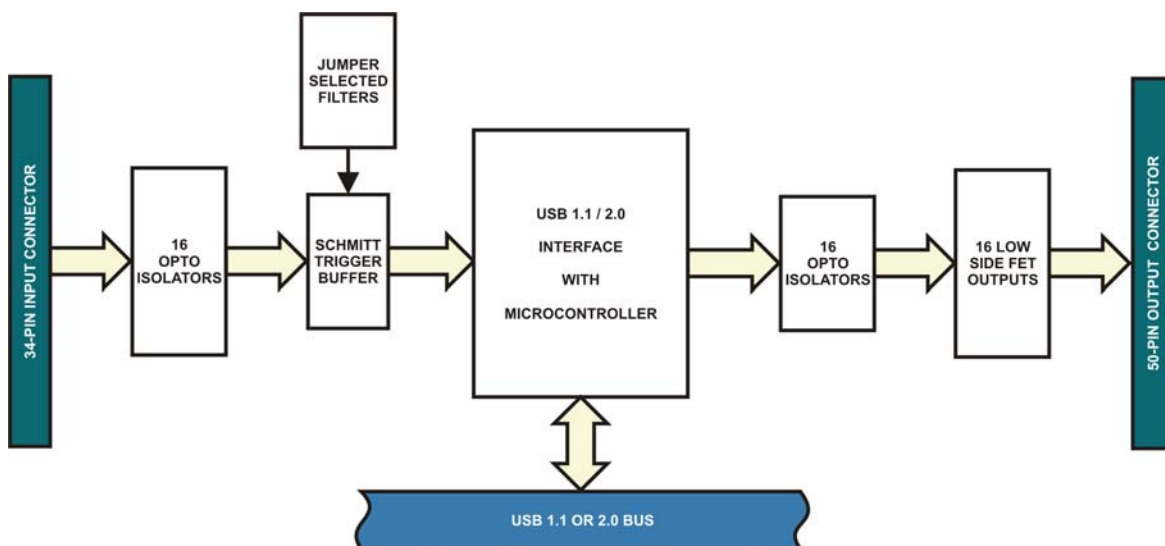 JUMPER
SELECTED
FILTERS
34-PIN INPUT CONNECTOR
16
OPTO
ISOLATORS
SCHMITT
TRIGGER
BUFFER
USB 1.1 / 2.0
INTERFACE
WITH
MICROCONTROLLER
16
OPTO
ISOLATORS
16 LOW
SIDE FET
OUTPUTS
50-PIN OUTPUT CONNECTOR
USB 1.1 OR 2.0 BUS